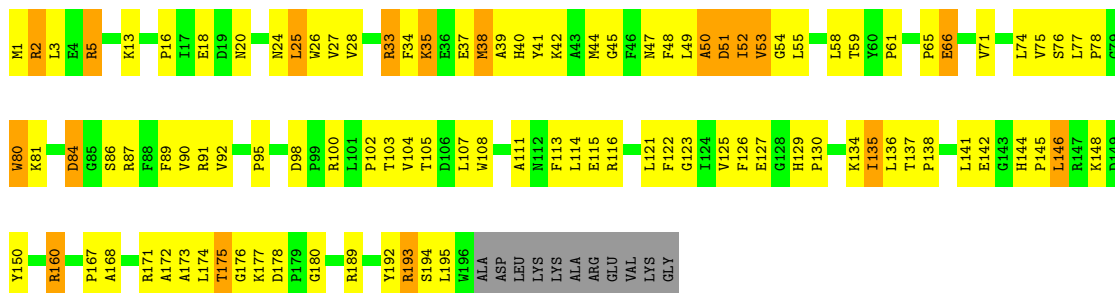 M1 R2 L3 E4 R5 K13 P16 I17 E18 D19 N20 N24 L25 W26 V27 V28 R33 F34 K35 E36 E37 M38 A39 H40 Y41 K42 A43 M44 G45 F46 N47 F48 L49 A50 D51 I52 V53 G54 L55 L58 T59 Y60 P61 P65 E66 V71 L74 V75 S76 L77 P78 G79
W80 K81 D84 G85 S86 R87 F88 F89 V90 R91 V92 P95 D98 P99 R100 L101 P102 T103 V104 T105 D106 L107 W108 A111 N112 F113 L114 E115 R116 L121 F122 G123 I124 V125 F126 E127 G128 H129 P130 K134 I135 L136 T137 P138 L141 E142 G143 H144 P145 L146 R147 K148 D149
Y150 R160 P167 A168 R171 A172 A173 L174 T175 G176 K177 D178 P179 G180 R189 Y192 R193 S194 L195 W196 ALA ASP LEU LYS LYS ALA ARG GLU VAL LYS GLY